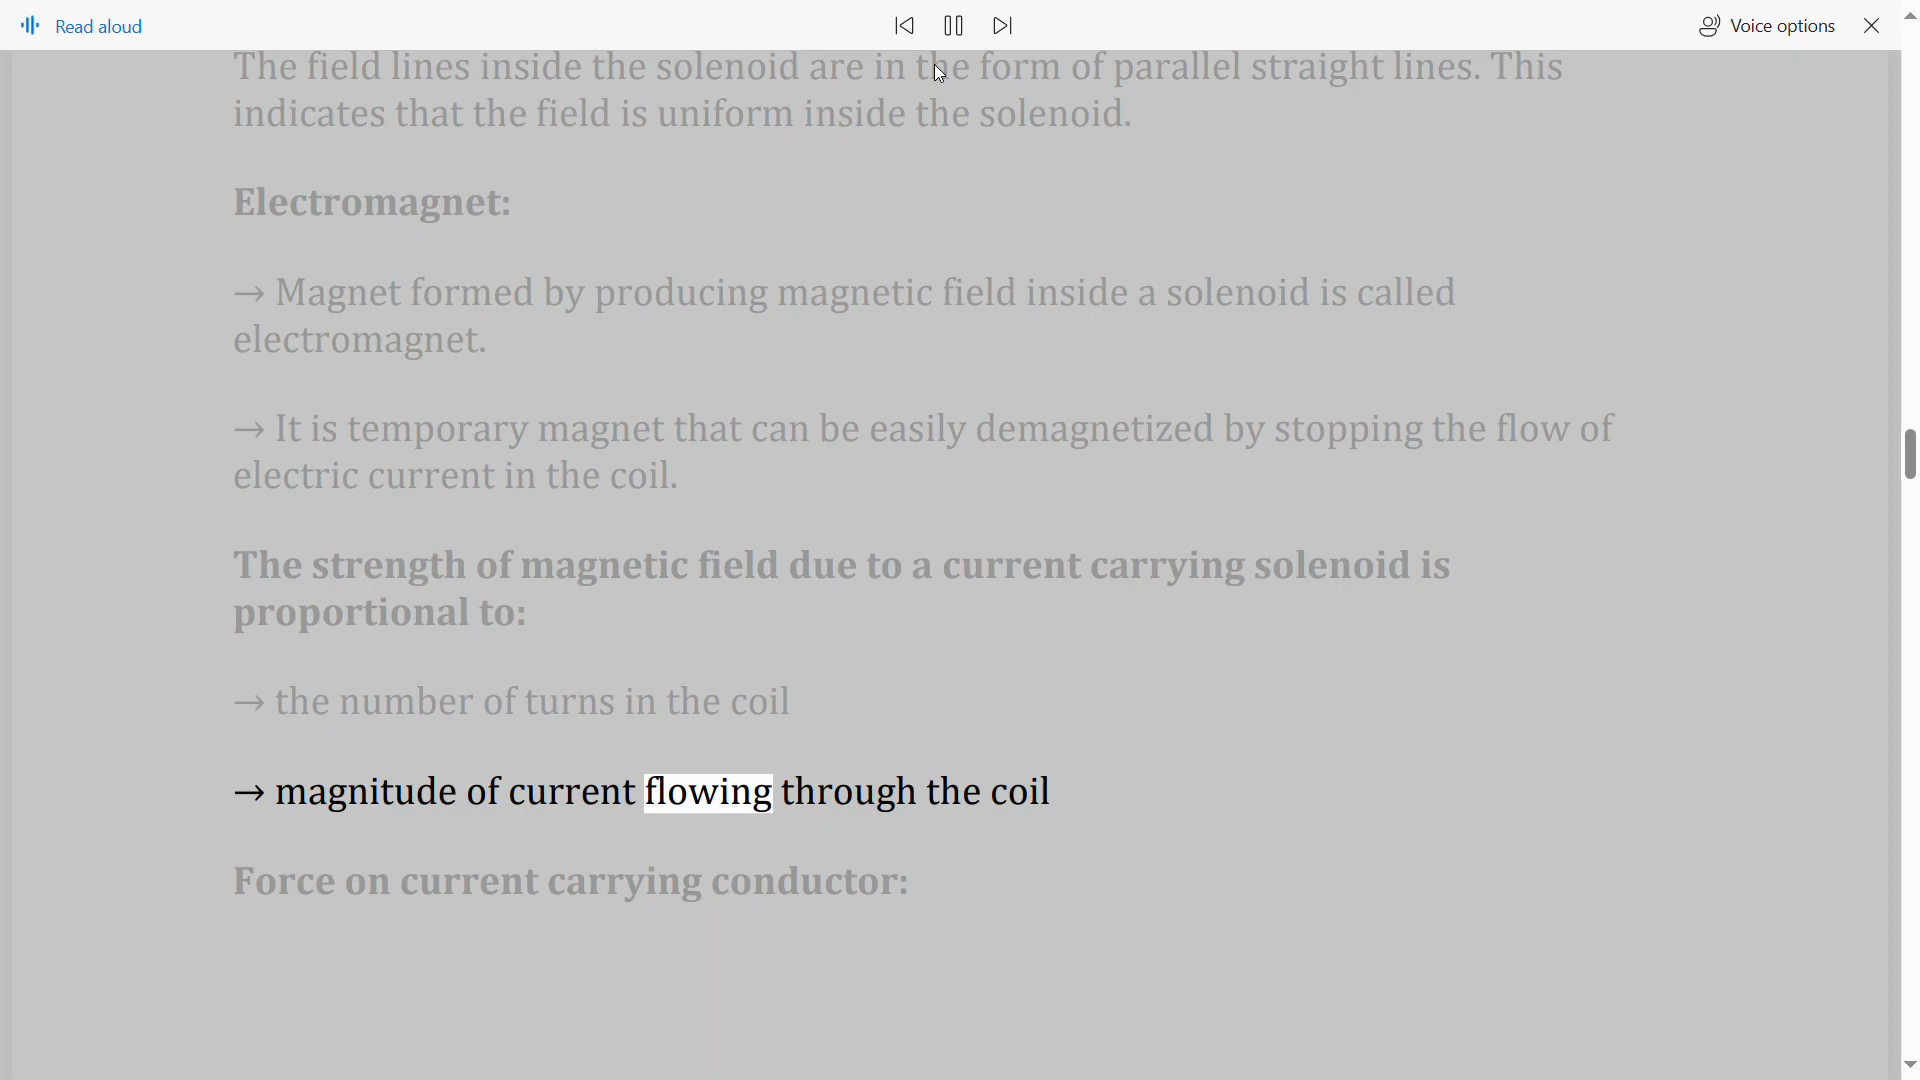 Read aloud
Voice options
The field lines inside the solenoid are in the form of parallel straight lines. This
indicates that the field is uniform inside the solenoid.
Electromagnet:
→ Magnet formed by producing magnetic field inside a solenoid is called
electromagnet.
→ It is temporary magnet that can be easily demagnetized by stopping the flow of
electric current in the coil.
The strength of magnetic field due to a current carrying solenoid is
proportional to:
→ the number of turns in the coil
→ magnitude of current flowing through the coil
Force on current carrying conductor: